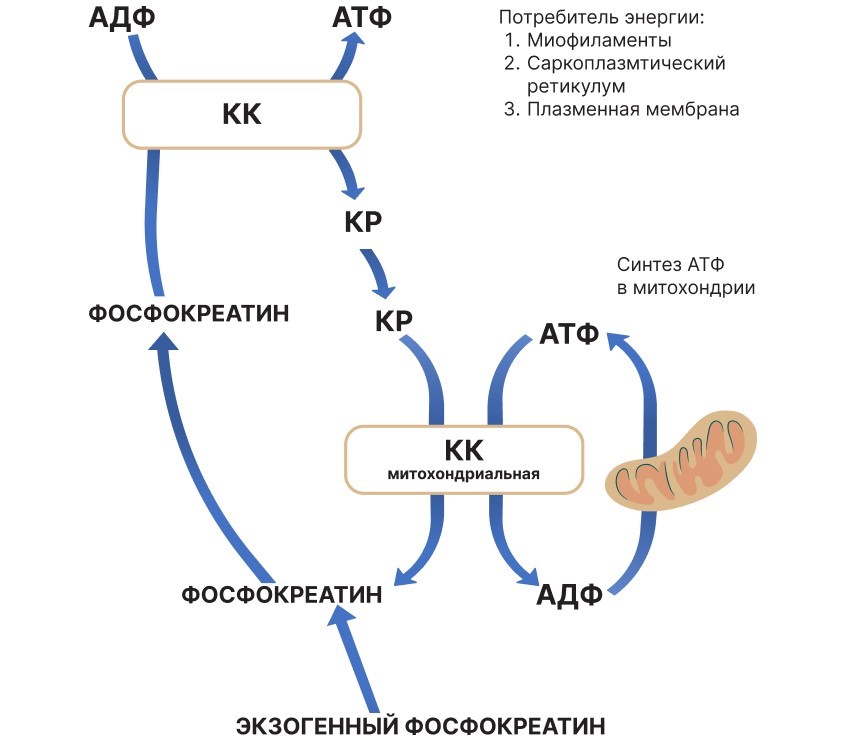 АДФ
АТФ
Потребитель энергии:
1. Миофиламенты
2. Саркоплазмтический
ретикулум
3. Плазменная мембрана
КК
КР
Синтез АТФ
в митохондрии
ФОСФОКРЕАТИН
КР
АТФ
КК
митохондриальная
ФОСФОКРЕАТИН
АДФ
ЭКЗОГЕННЫЙ ФОСФОКРЕАТИН